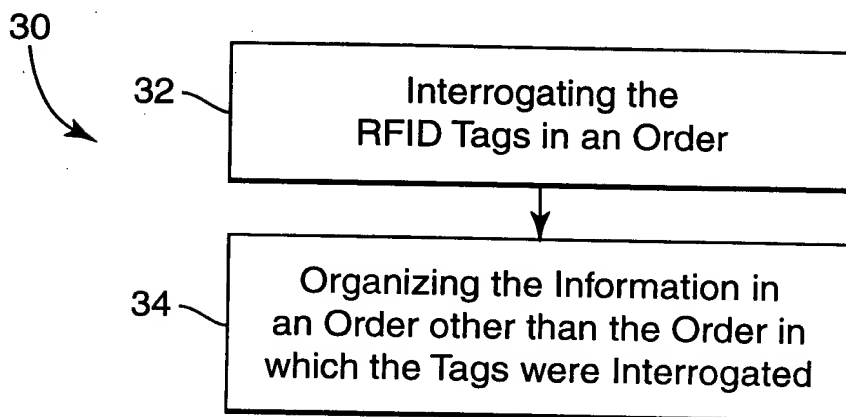 30
32
Interrogating the
RFID Tags in an Order
34
Organizing the Information in
an Order other than the Order in
which the Tags were Interrogated